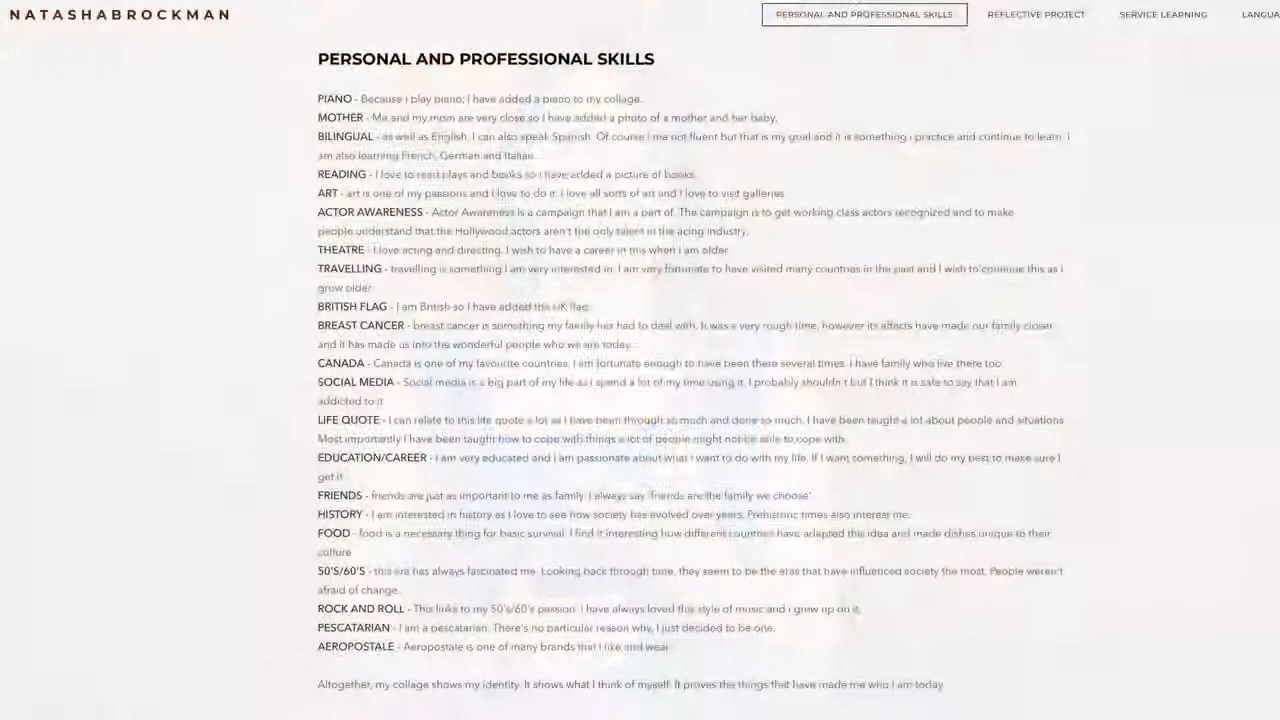 NATASHABROCKMAN
PERSONAL AND PROFESSIONAL SKILLS REFLECTIVE PROJECT SERVICE LEARNING LANGUA
PERSONAL AND PROFESSIONAL SKILLS
PIANO - Because I play piano, I have added a piano to my collage.
MOTHER - Me and my mom are very close so I have added a photo of a mother and her baby.
BILINGUAL - as well as English, I can also speak Spanish. Of course I ma not fluent but that is my goal and it is something i practice and continue to learn. I
am also learning French, German and Italian.
READING - I love to read plays and books so I have added a picture of books.
ART - art is one of my passions and I love to do it. I love all sorts of art and I love to visit galleries
ACTOR AWARENESS - Actor Awareness is a campaign that I am a part of. The campaign is to get working class actors recognized and to make
people understand that the Hollywood actors aren't the only talent in the acing industry.
THEATRE - I love acting and directing. I wish to have a career in this when i am older.
TRAVELLING - travelling is something I am very interested in. I am very fortunate to have visited many countries in the past and I wish to continue this as i
grow older.
BRITISH FLAG - I am British so I have added the UK flag.
BREAST CANCER - breast cancer is something my family has had to deal with. It was a very rough time, however its affects have made our family closer
and it has made us into the wonderful people who we are today.
CANADA - Canada is one of my favourite countries. I am fortunate enough to have been there several times. I have family who live there too.
SOCIAL MEDIA - Social media is a big part of my life as i spend a lot of my time using it. I probably shouldn't but I think it is safe to say that I am
addicted to it
LIFE QUOTE - I can relate to this life quote a lot as I have been through so much and done so much. I have been taught a lot about people and situations
Most importantly I have been taught how to cope with things a lot of people might not be able to cope with.
EDUCATION/CAREER - I am very educated and i am passionate about what i want to do with my life. If I want something, I will do my best to make sure I
get it
FRIENDS - friends are just as important to me as family. I always say 'friends are the family we choose'
HISTORY - I am interested in history as I love to see how society has evolved over years. Prehistoric times also interest me.
FOOD - food is a necessary thing for basic survival. I find it interesting how different countries have adapted this idea and made dishes unique to their
culture
50'S/60'S - this era has always fascinated me. Looking back through time, they seem to be the eras that have influenced society the most. People weren't
afraid of change.
ROCK AND ROLL - This links to my 50's/60's passion. I have always loved this style of music and i grew up on it.
PESCATARIAN - I am a pescatarian. There's no particular reason why, I just decided to be one.
AEROPOSTALE - Aeropostale is one of many brands that I like and wear
Altogether, my collage shows my identity. It shows what I think of myself. It proves the things that have made me who I am today.